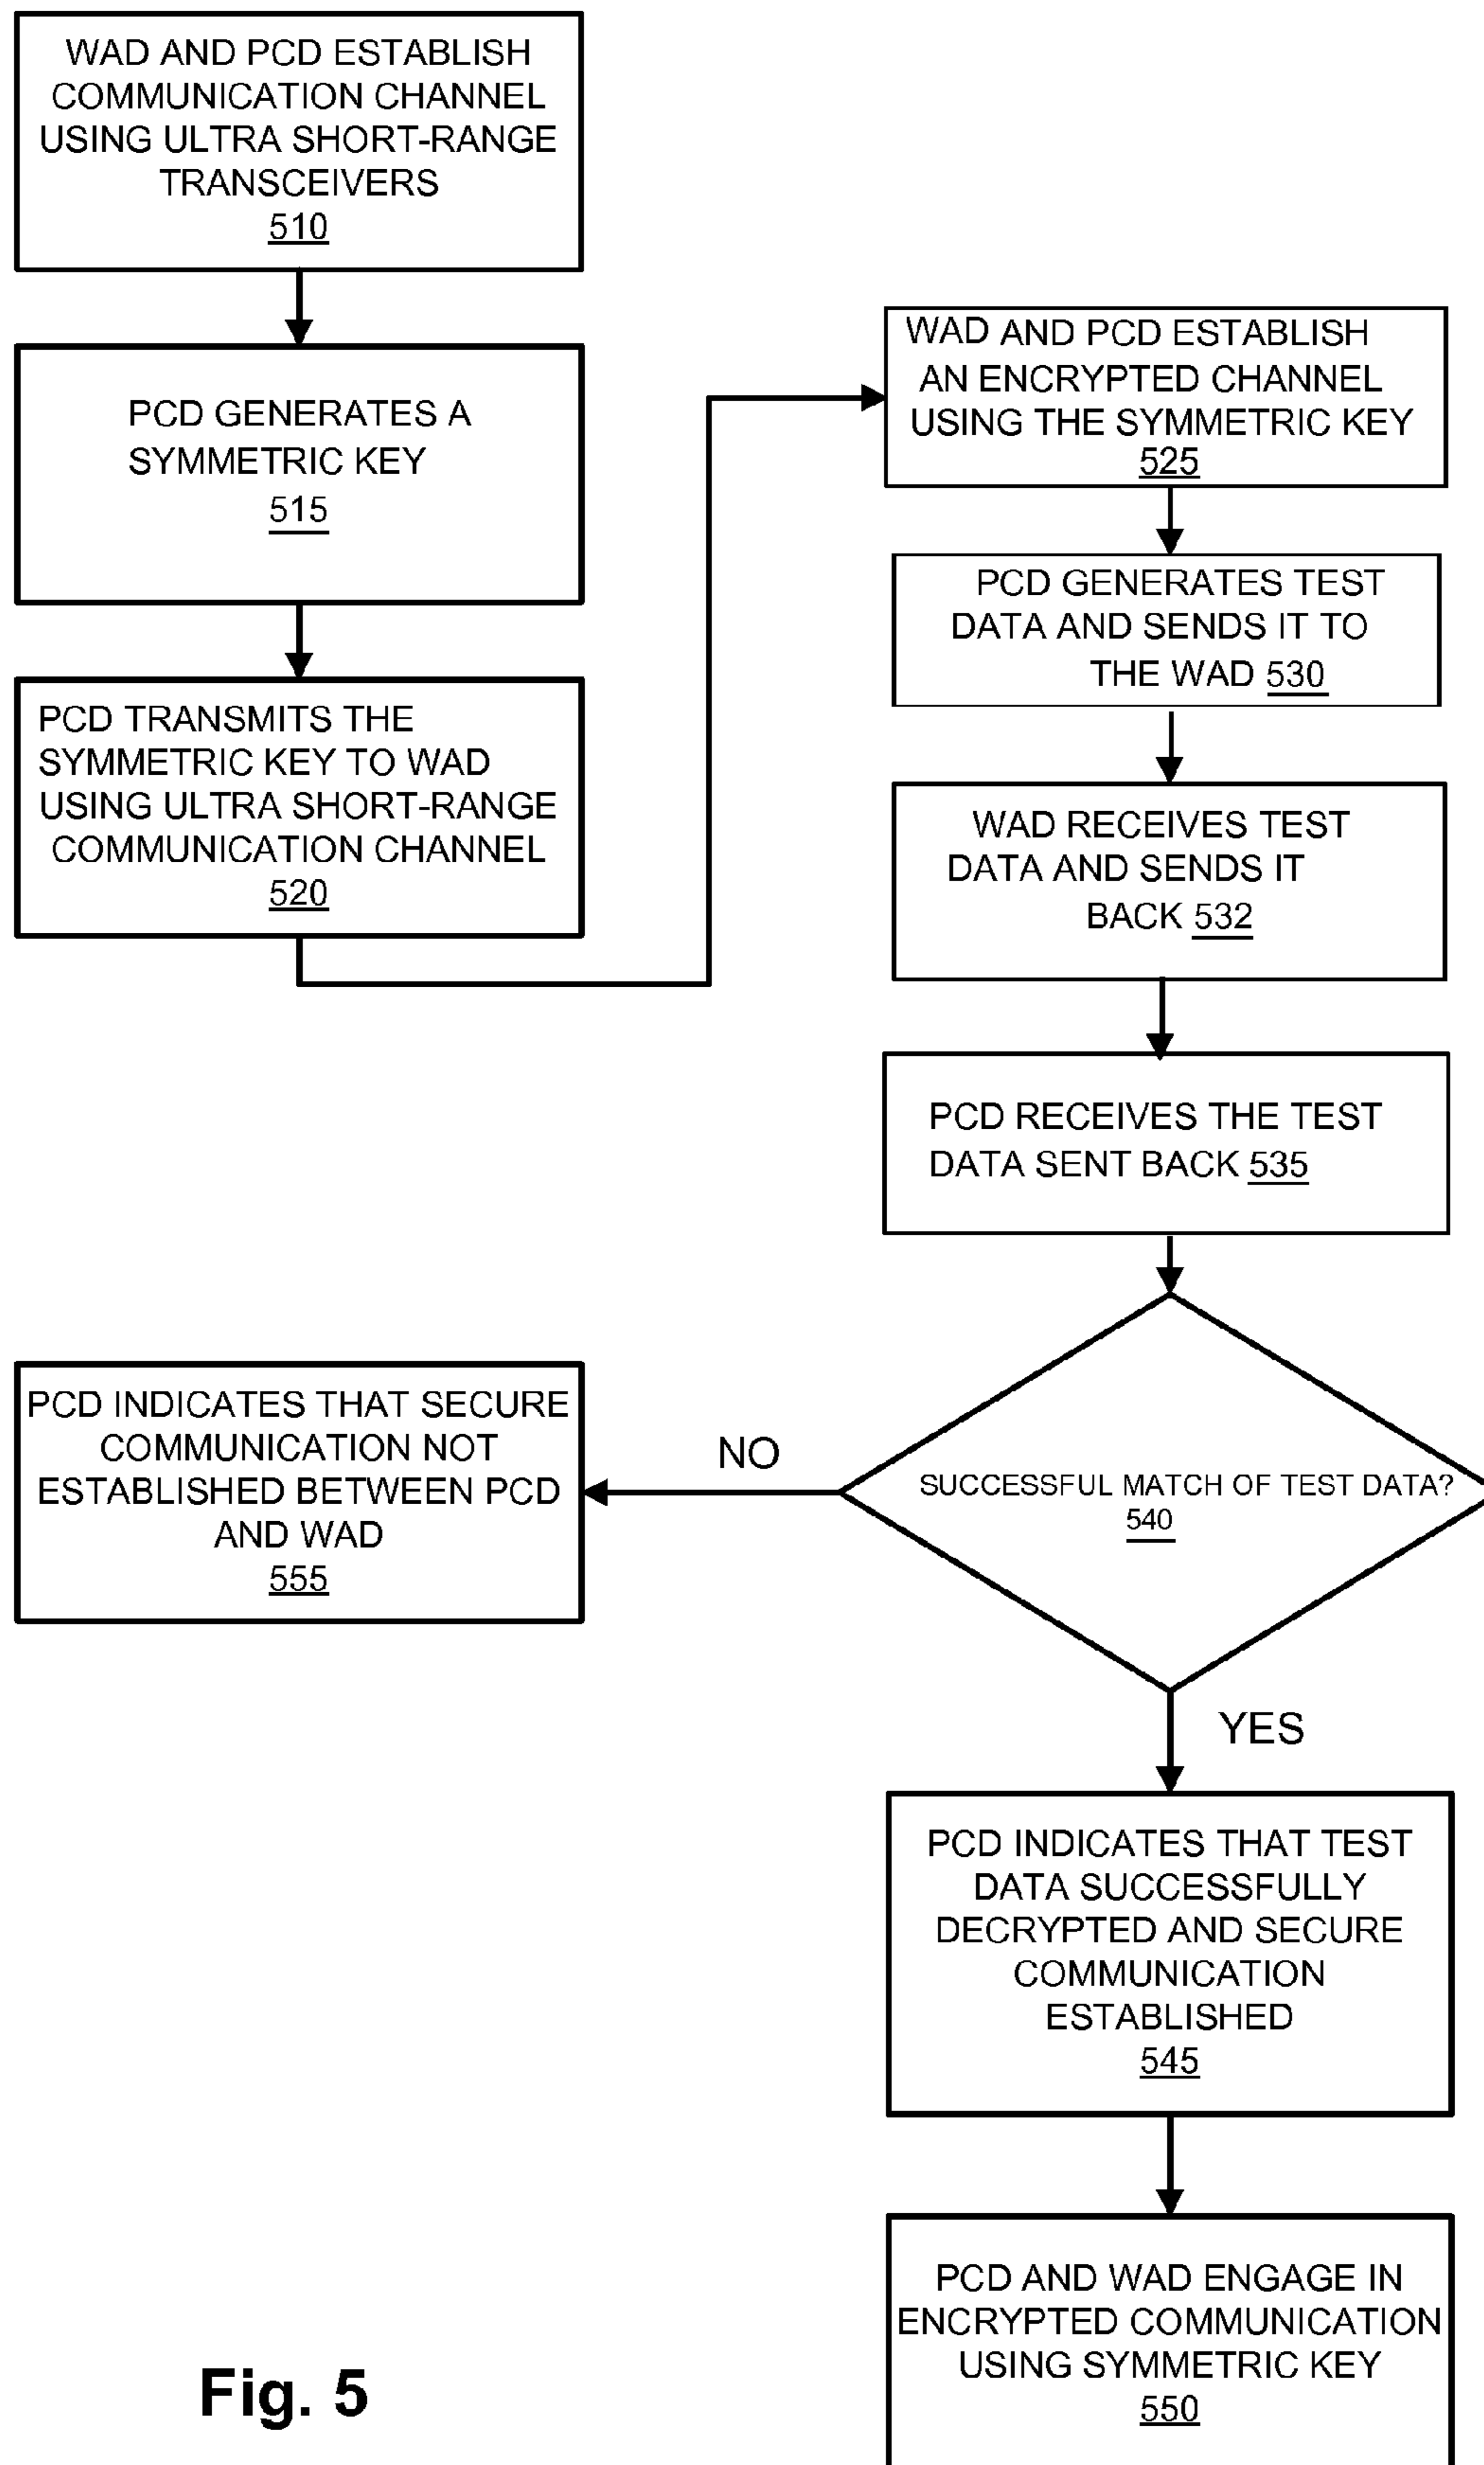 WAD AND PCD ESTABLISH
COMMUNICATION CHANNEL
USING ULTRA SHORT-RANGE
TRANSCEIVERS
510
PCD GENERATES A
SYMMETRIC KEY
515
PCD TRANSMITS THE
SYMMETRIC KEY TO WAD
USING ULTRA SHORT-RANGE
COMMUNICATION CHANNEL
520
WAD AND PCD ESTABLISH
AN ENCRYPTED CHANNEL
USING THE SYMMETRIC KEY
525
PCD GENERATES TEST
DATA AND SENDS IT TO
THE WAD 530
WAD RECEIVES TEST
DATA AND SENDS IT
BACK 532
PCD RECEIVES THE TEST
DATA SENT BACK 535
SUCCESSFUL MATCH OF TEST DATA?
540
NO
PCD INDICATES THAT SECURE
COMMUNICATION NOT
ESTABLISHED BETWEEN PCD
AND WAD
555
YES
PCD INDICATES THAT TEST
DATA SUCCESSFULLY
DECRYPTED AND SECURE
COMMUNICATION
ESTABLISHED
545
PCD AND WAD ENGAGE IN
ENCRYPTED COMMUNICATION
USING SYMMETRIC KEY
550
Fig. 5